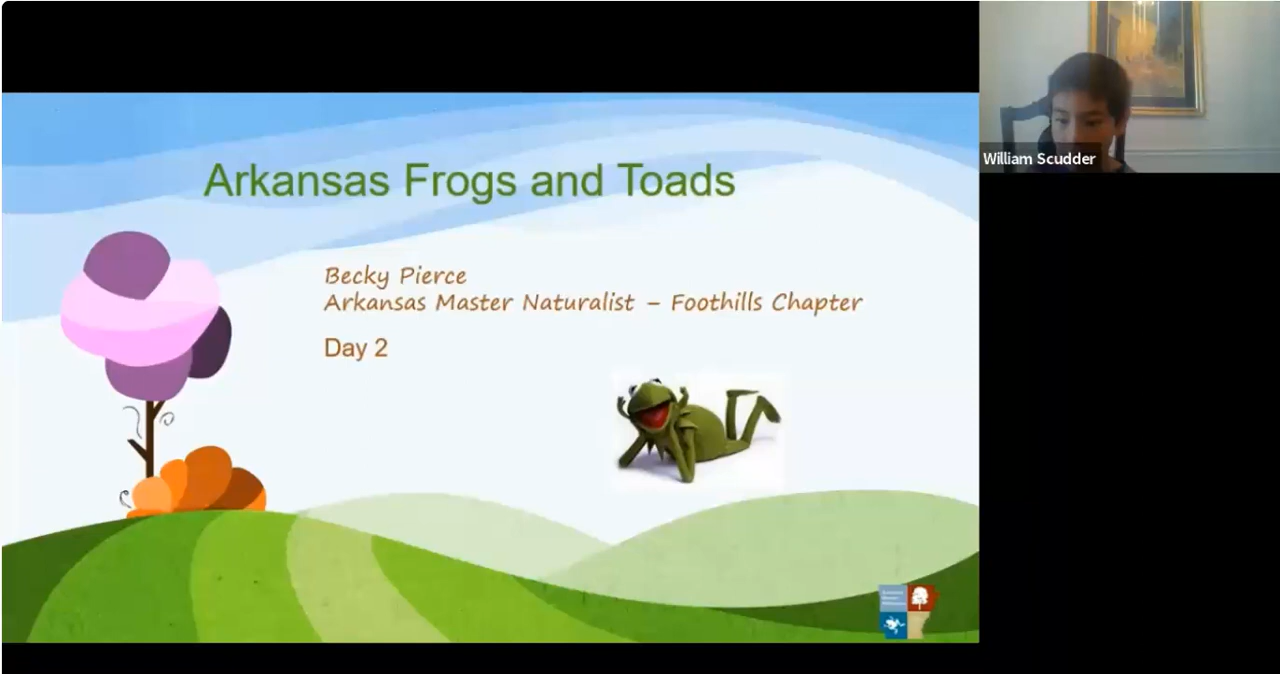 Arkansas Frogs and Toads
Becky Pierce
Arkansas Master Naturalist – Foothills Chapter
Day 2
William Scudder